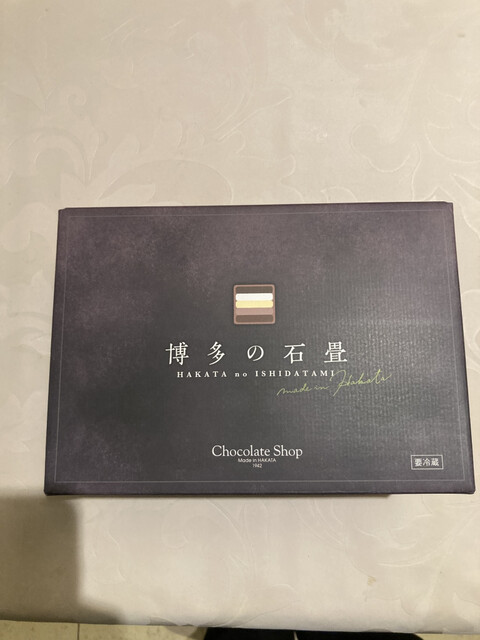 博多の石畳
HAKATA no ISHIDATAMI
made in Hakata
Chocolate Shop
Made in HAKATA
1942
要冷蔵